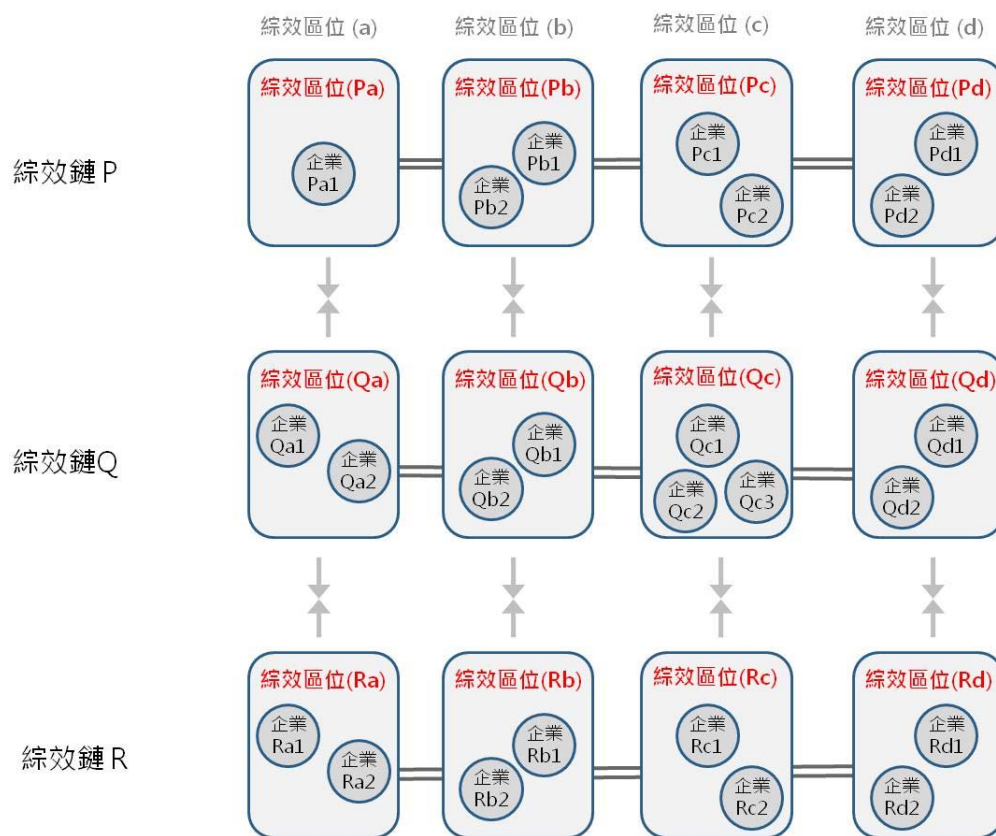 綜效區位 (a)
綜效區位 (b)
綜效區位 (c)
綜效區位 (d)
綜效鏈 P
綜效區位(Pa)
企業
Pa1
綜效區位(Pb)
企業
Pb1
企業
Pb2
綜效區位(Pc)
企業
Pc1
企業
Pc2
綜效區位(Pd)
企業
Pd1
企業
Pd2
綜效鏈Q
綜效區位(Qa)
企業
Qa1
企業
Qa2
綜效區位(Qb)
企業
Qb1
企業
Qb2
綜效區位(Qc)
企業
Qc1
企業
Qc2
企業
Qc3
綜效區位(Qd)
企業
Qd1
企業
Qd2
綜效鏈 R
綜效區位(Ra)
企業
Ra1
企業
Ra2
綜效區位(Rb)
企業
Rb1
企業
Rb2
綜效區位(Rc)
企業
Rc1
企業
Rc2
綜效區位(Rd)
企業
Rd1
企業
Rd2